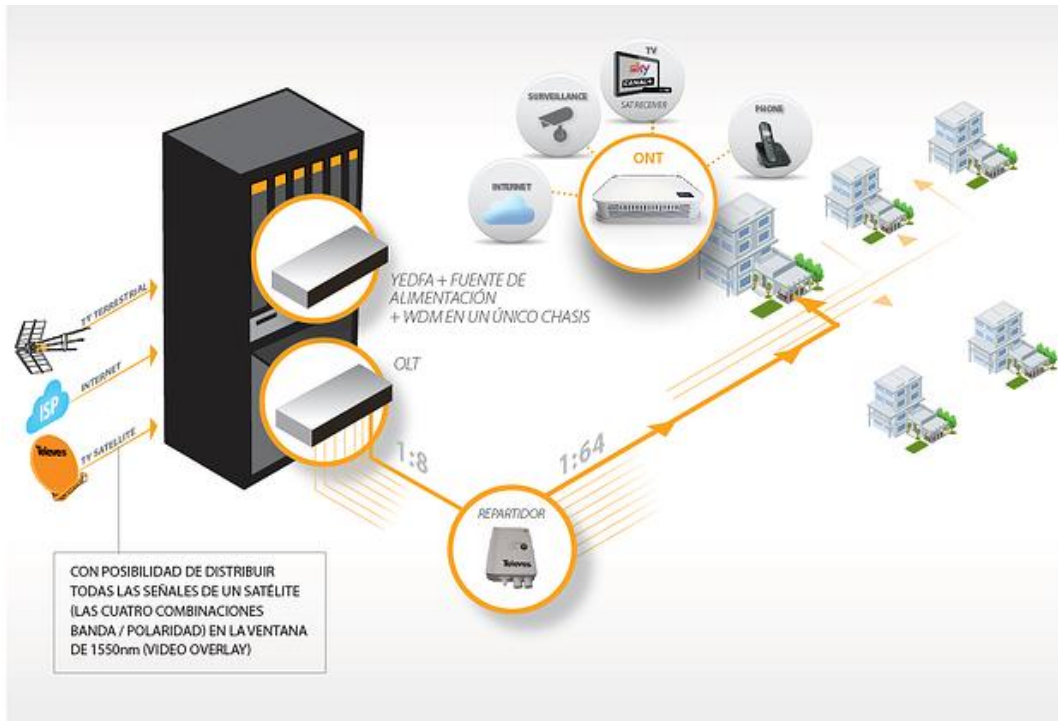 TV
sky
CANAL+
SAT RECEIVER
SURVEILLANCE
PHONE
INTERNET
ONT
YEDFA + FUENTE DE
ALIMENTACIÓN
+ WDM EN UN ÚNICO CHASIS
TV TERRESTRIAL
INTERNET
ISP
TV SATELLITE
Televes
OLT
1:8
1:64
REPARTIDOR
Televes
CON POSIBILIDAD DE DISTRIBUIR
TODAS LAS SEÑALES DE UN SATÉLITE
(LAS CUATRO COMBINACIONES
BANDA / POLARIDAD) EN LA VENTANA
DE 1550nm (VIDEO OVERLAY)